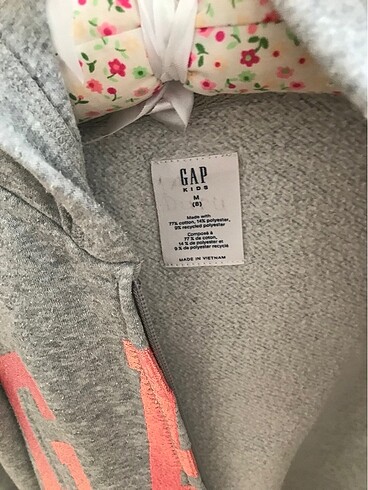 GAP
KIDS
M
(8)
Made with
77% cotton, 14% polyester,
9% recycled polyester
Composé à
77 % de coton,
14 % de polyester et
9 % de polyester recyclé
MADE IN VIETNAM
G